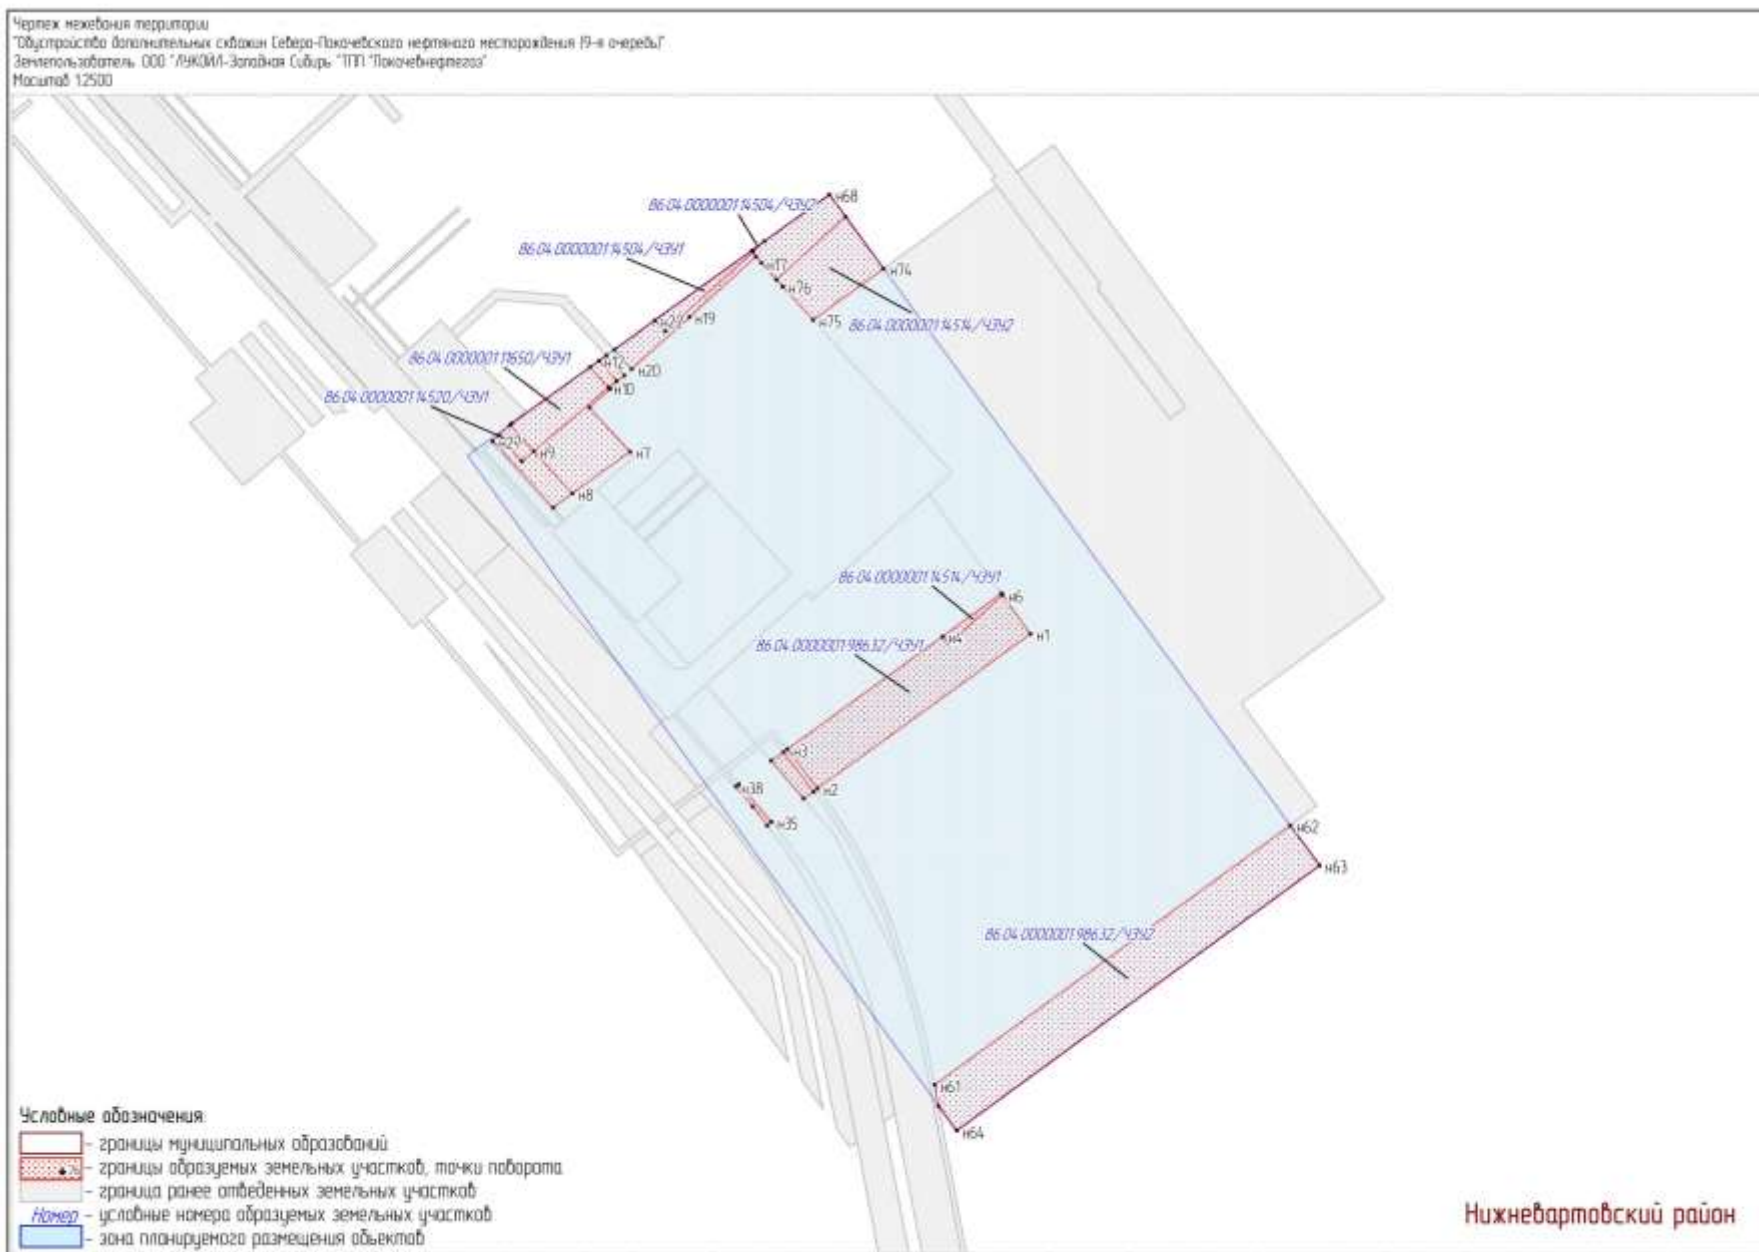 Чертеж межевания территории
"Обустройство дополнительных скважин Северо-Покачевского нефтяного месторождения (9-я очередь)"
Землепользователь ООО "ЛУКОЙЛ-Западная Сибирь "ТПП "Покачевнефтегаз"
Масштаб 1:2500
н68
86:04:0000001:14504/ЧЗУ2
86:04:0000001:14504/ЧЗУ1
н17
н74
н76
н75
86:04:0000001:14514/ЧЗУ2
н19
н22
86:04:0000001:11650/ЧЗУ1
н12
н20
н10
86:04:0000001:14520/ЧЗУ1
н29
н9
н7
н8
86:04:0000001:14514/ЧЗУ1
н6
н4
н1
86:04:0000001:98632/ЧЗУ1
н3
н38
н2
н35
н62
н63
86:04:0000001:98632/ЧЗУ2
н61
н64
Условные обозначения
- границы муниципальных образований
76 - границы образуемых земельных участков, точки поворота
- граница ранее отведенных земельных участков
Номер - условные номера образуемых земельных участков
- зона планируемого размещения объектов
Нижневартовский район